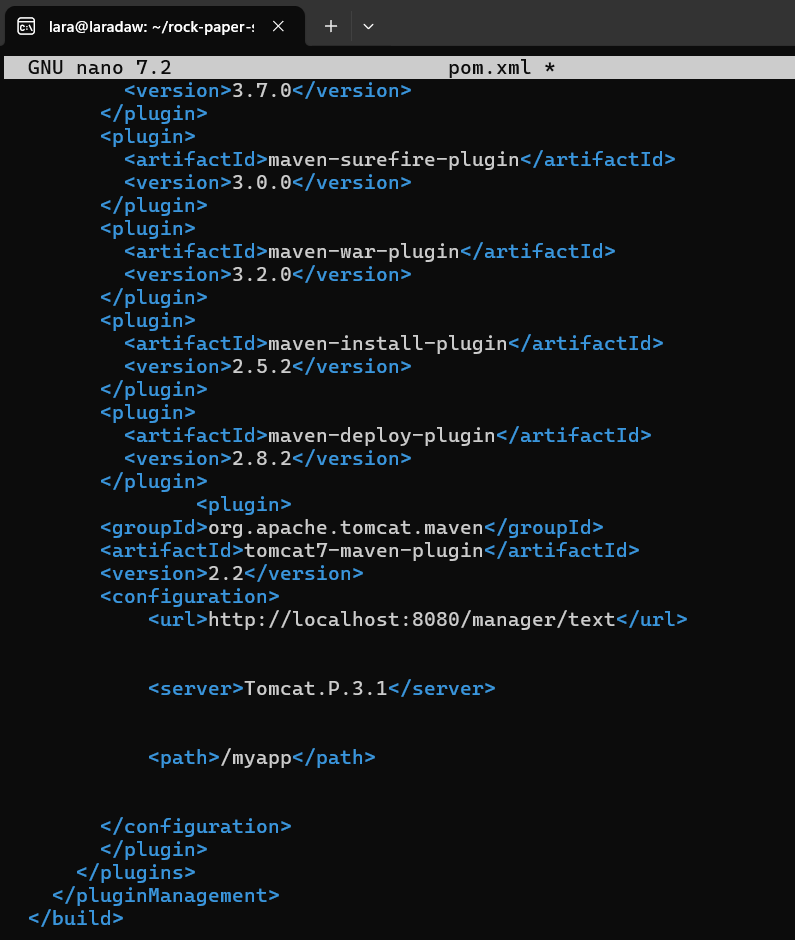 lara@laradaw: ~/rock-paper-s
GNU nano 7.2 pom.xml *
<version>3.7.0</version>
</plugin>
<plugin>
<artifactId>maven-surefire-plugin</artifactId>
<version>3.0.0</version>
</plugin>
<plugin>
<artifactId>maven-war-plugin</artifactId>
<version>3.2.0</version>
</plugin>
<plugin>
<artifactId>maven-install-plugin</artifactId>
<version>2.5.2</version>
</plugin>
<plugin>
<artifactId>maven-deploy-plugin</artifactId>
<version>2.8.2</version>
</plugin>
<plugin>
<groupId>org.apache.tomcat.maven</groupId>
<artifactId>tomcat7-maven-plugin</artifactId>
<version>2.2</version>
<configuration>
<url>http://localhost:8080/manager/text</url>
<server>Tomcat.P.3.1</server>
<path>/myapp</path>
</configuration>
</plugin>
</plugins>
</pluginManagement>
</build>